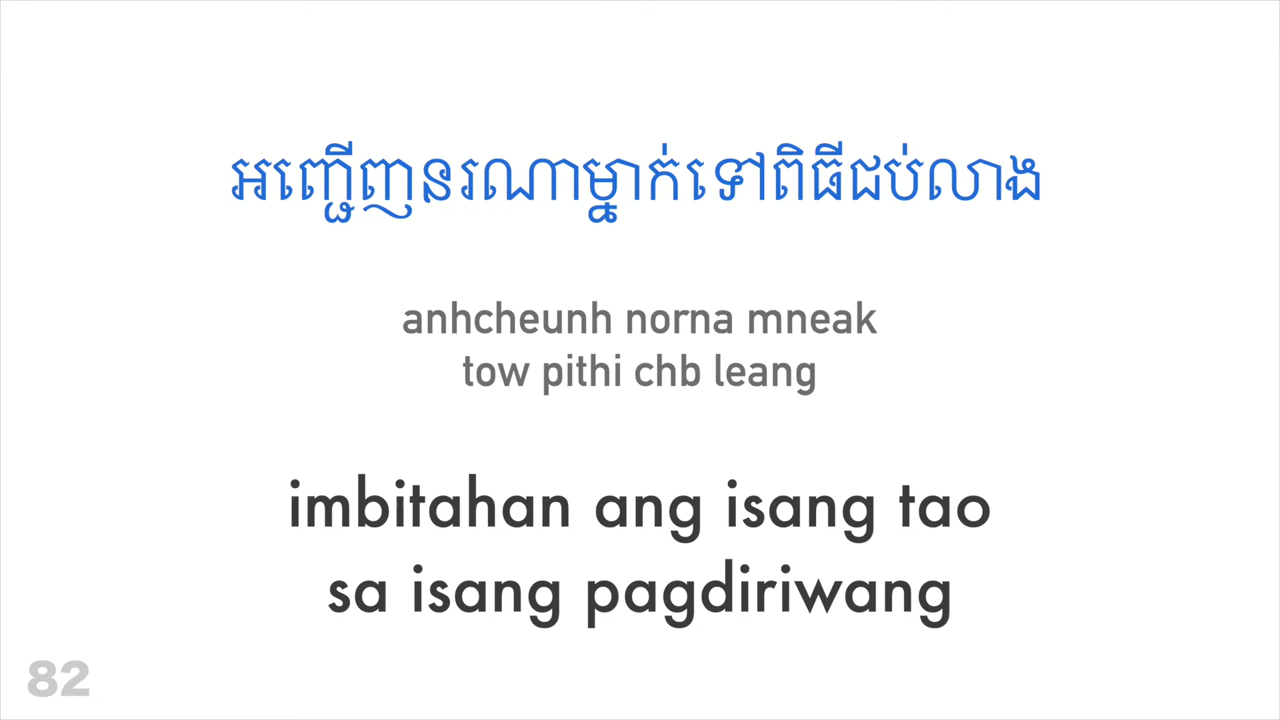 អញ្ជើញនរណាម្នាក់ទៅពិធីជប់លាង
anhcheunh norna mneak
tow pithi chb leang
imbitahan ang isang tao
sa isang pagdiriwang
82